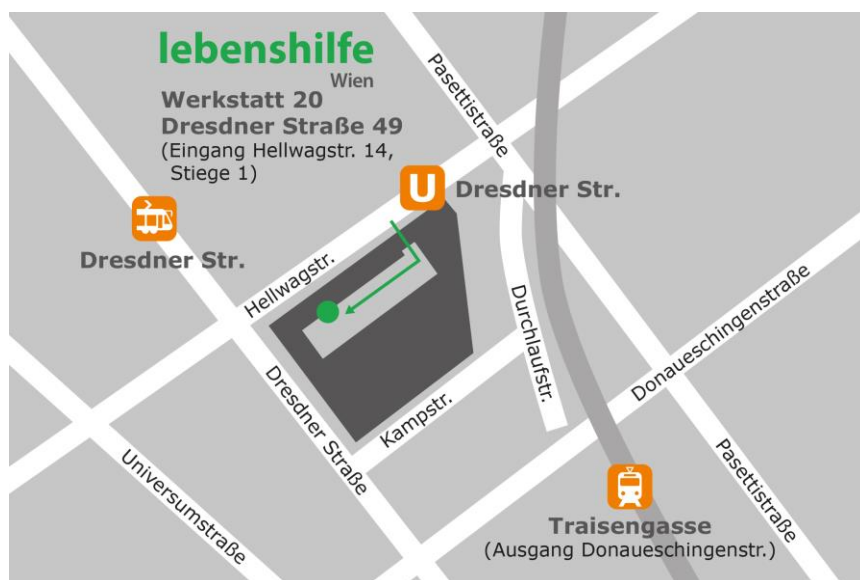 lebenshilfe
Wien
Werkstatt 20
Dresdner Straße 49
(Eingang Hellwagstr. 14,
Stiege 1)
Pasettistraße
U
Dresdner Str.
Dresdner Str.
Hellwagstr.
Durchlaufstr.
Donaueschingenstraße
Dresdner Straße
Kampstr.
Universumstraße
Pasettistraße
Traisengasse
(Ausgang Donaueschingenstr.)